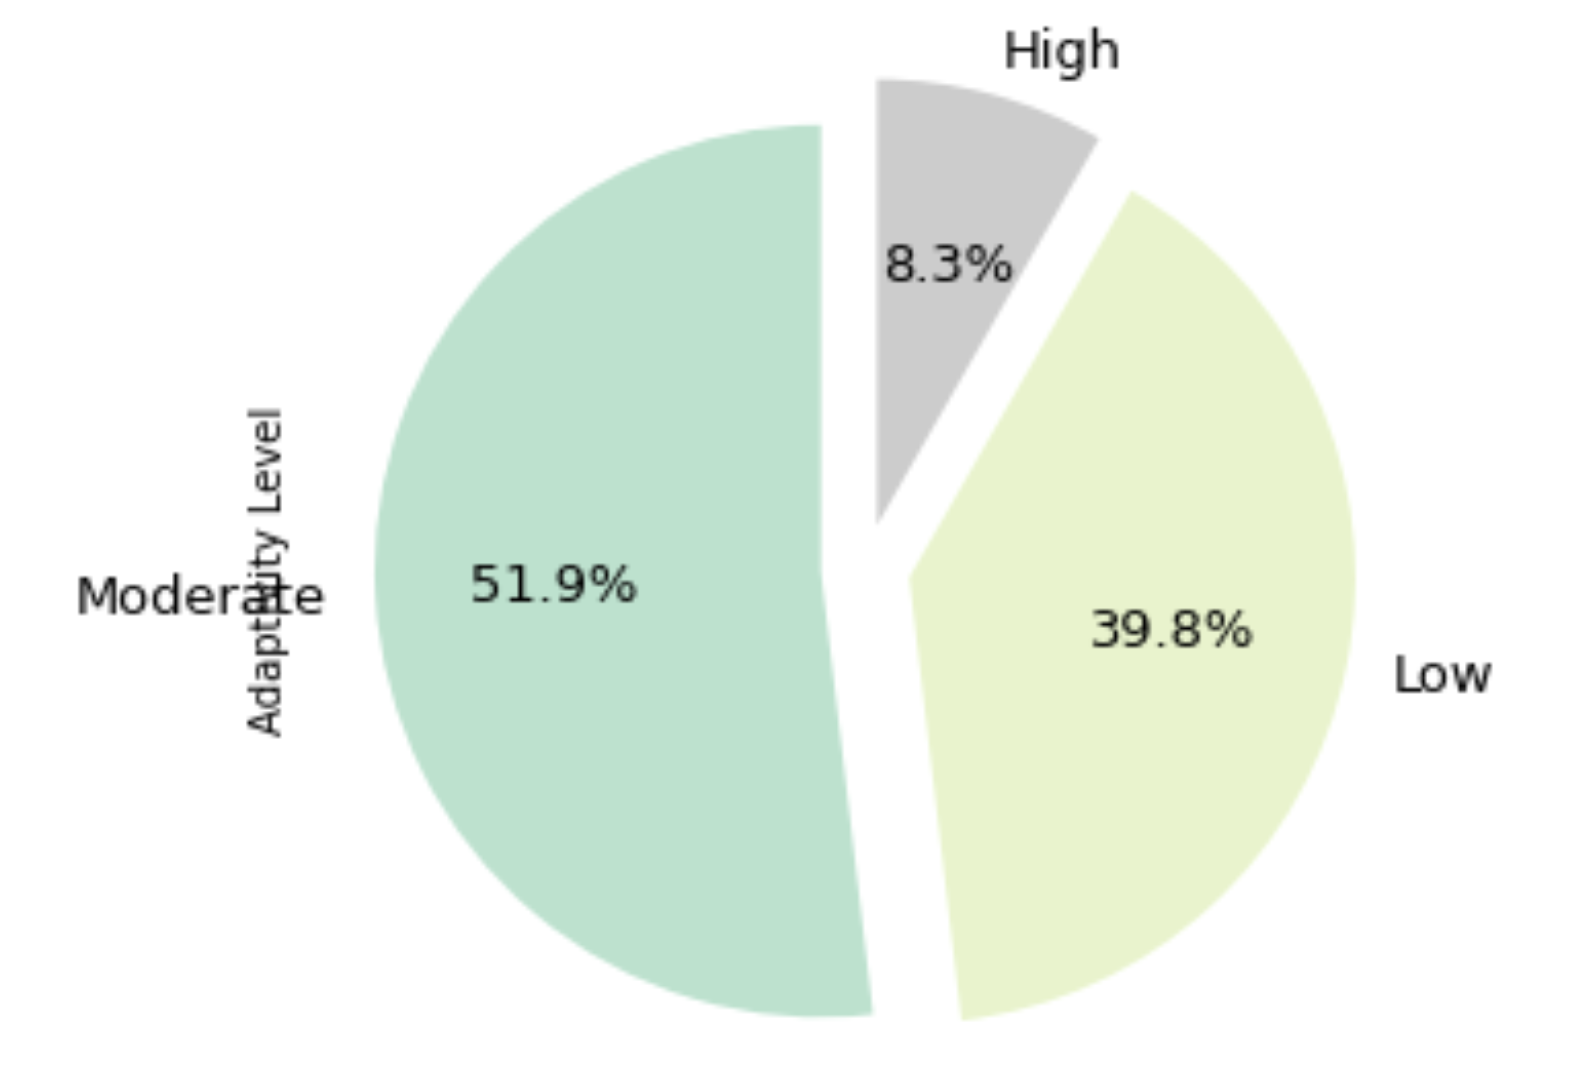 High
8.3%
Adaptivity Level
Moderate
51.9%
39.8%
Low